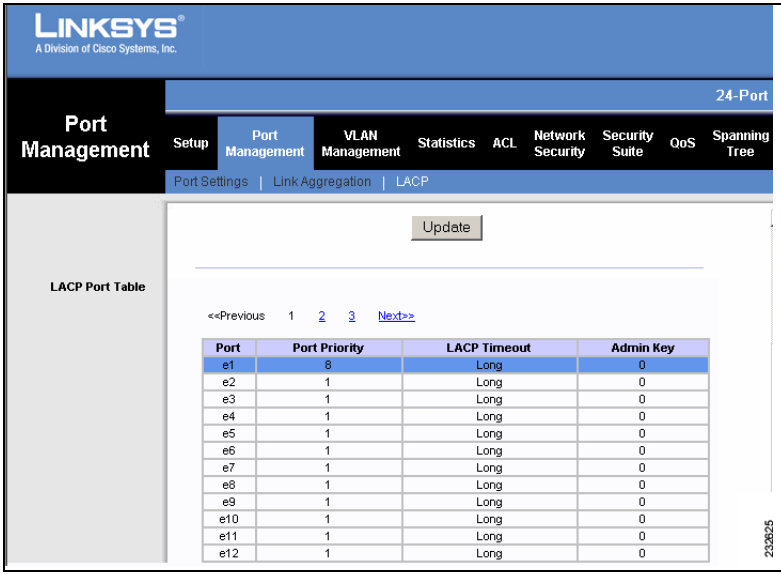 LINKSYS®
A Division of Cisco Systems, Inc.
24-Port
Port Management
Setup Port Management VLAN Management Statistics ACL Network Security Security Suite QoS Spanning Tree
Port Settings | Link Aggregation | LACP
Update
LACP Port Table
<<Previous 1 2 3 Next>>
Port Port Priority LACP Timeout Admin Key
e1 8 Long 0
e2 1 Long 0
e3 1 Long 0
e4 1 Long 0
e5 1 Long 0
e6 1 Long 0
e7 1 Long 0
e8 1 Long 0
e9 1 Long 0
e10 1 Long 0
e11 1 Long 0
e12 1 Long 0
232625